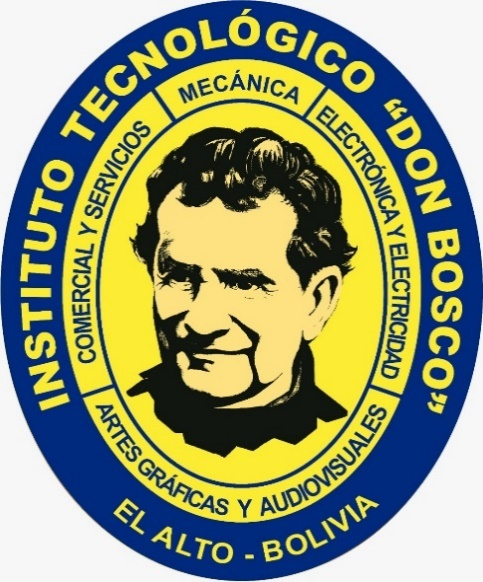 INSTITUTO TECNOLÓGICO “DON BOSCO”
COMERCIAL Y SERVICIOS
MECÁNICA
ELECTRÓNICA Y ELECTRICIDAD
ARTES GRÁFICAS Y AUDIOVISUALES
EL ALTO - BOLIVIA